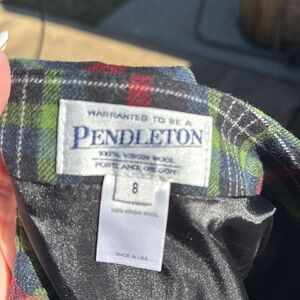 WARRANTED TO BE A
PENDLETON
100% VIRGIN WOOL
PORTLAND, OREGON
8
100% VIRGIN WOOL
MADE IN USA